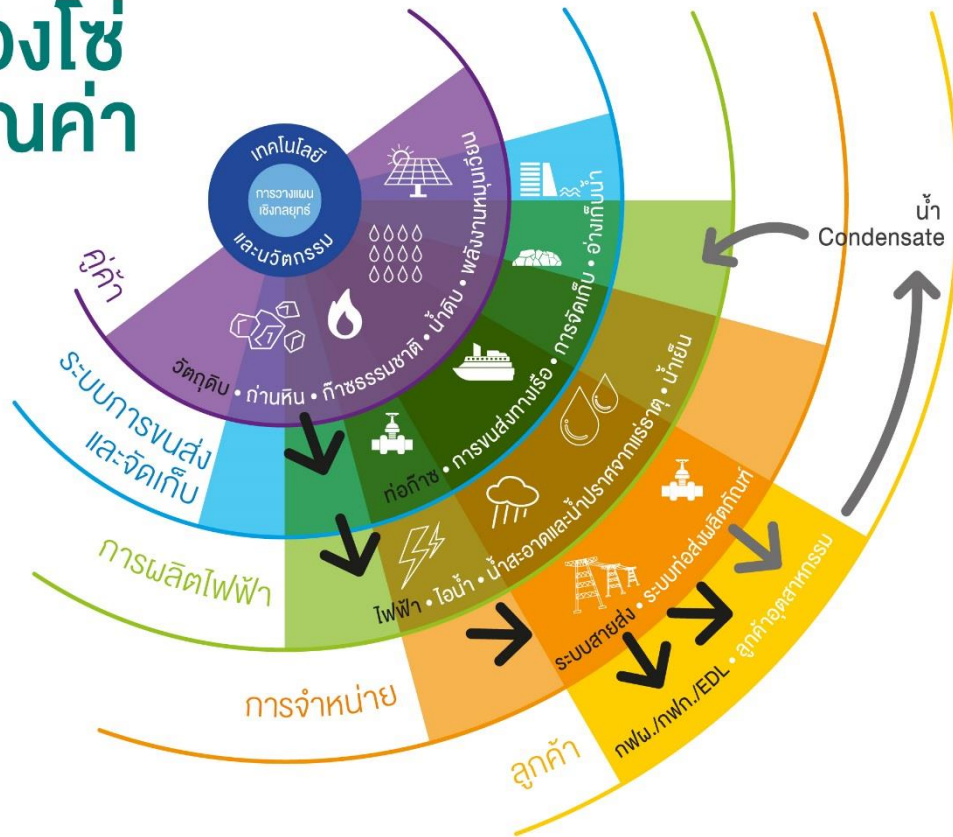 องโซ่
ณค่า
เทคโนโลยี
การวางแผน
เชิงกลยุทธ์
และนวัตกรรม
คู่ค้า
วัตถุดิบ • ถ่านหิน • ก๊าซธรรมชาติ • น้ำดิบ • พลังงานหมุนเวียน
ระบบการขนส่ง
และจัดเก็บ
ท่อก๊าซ • การขนส่งทางเรือ • การจัดเก็บ • อ่างเก็บน้ำ
การผลิตไฟฟ้า
ไฟฟ้า • ไอน้ำ • น้ำสะอาดและน้ำปราศจากแร่ธาตุ • น้ำเย็น
การจำหน่าย
ระบบสายส่ง • ระบบท่อส่งผลิตภัณฑ์
ลูกค้า
กฟผ./กฟภ./EDL • ลูกค้าอุตสาหกรรม
น้ำ
Condensate